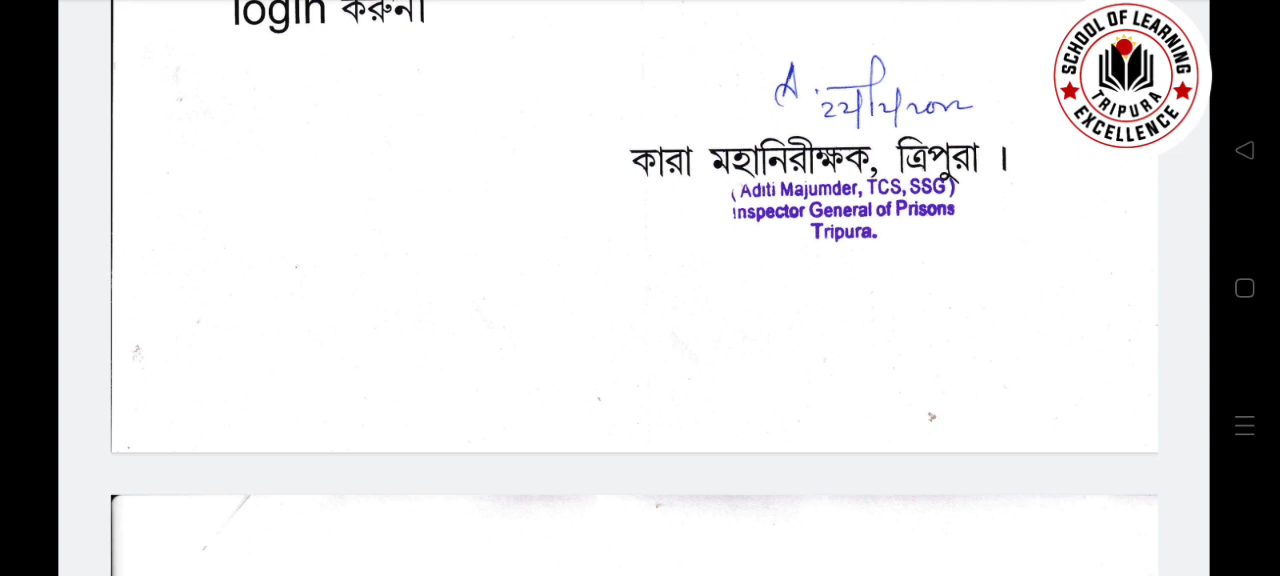 login করুন।
কারা মহানিরীক্ষক, ত্রিপুরা ।
(Aditi Majumder, TCS, SSG)
Inspector General of Prisons
Tripura.
SCHOOL OF LEARNING
TRIPURA
EXCELLENCE